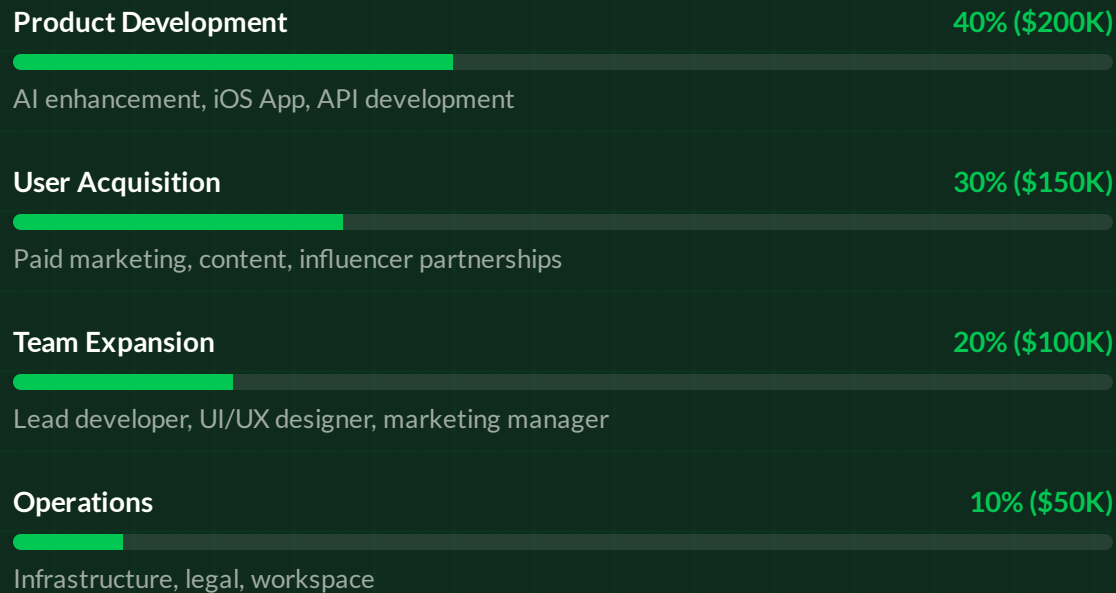 Product Development
40% ($200K)
AI enhancement, iOS App, API development
User Acquisition
30% ($150K)
Paid marketing, content, influencer partnerships
Team Expansion
20% ($100K)
Lead developer, UI/UX designer, marketing manager
Operations
10% ($50K)
Infrastructure, legal, workspace